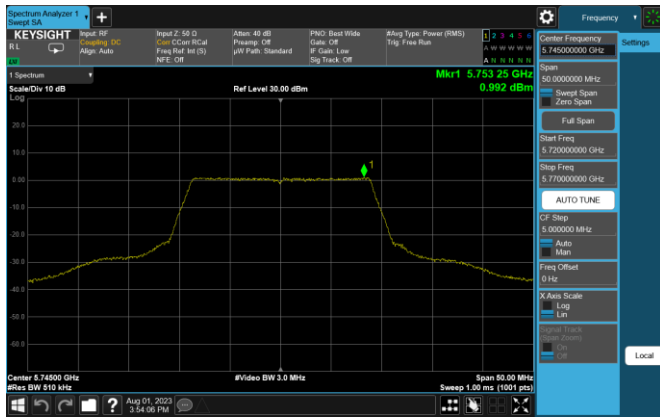 Spectrum Analyzer 1
Swept SA
+
Frequency
KEYSIGHT
R L
Input: RF
Coupling: DC
Align: Auto
Input Z: 50 Ω
Corr CCorr RCal
Freq Ref: Int (S)
NFE: Off
Atten: 40 dB
Preamp: Off
µW Path: Standard
PNO: Best Wide
Gate: Off
IF Gain: Low
Sig Track: Off
#Avg Type: Power (RMS)
Trig: Free Run
1 2 3 4 5 6
A W W W W W
A N N N N N
1 Spectrum
Scale/Div 10 dB
Log
Ref Level 30.00 dBm
Mkr1 5.753 25 GHz
0.992 dBm
1
20.0
10.0
0.00
-10.0
-20.0
-30.0
-40.0
-50.0
-60.0
Center 5.74500 GHz
#Res BW 510 kHz
#Video BW 3.0 MHz
Span 50.00 MHz
Sweep 1.00 ms (1001 pts)
Aug 01, 2023
3:54:06 PM
?
Center Frequency
5.745000000 GHz
Span
50.0000000 MHz
Swept Span
Zero Span
Full Span
Start Freq
5.720000000 GHz
Stop Freq
5.770000000 GHz
AUTO TUNE
CF Step
5.000000 MHz
Auto
Man
Freq Offset
0 Hz
X Axis Scale
Log
Lin
Signal Track
(Span Zoom)
On
Off
Settings
Local